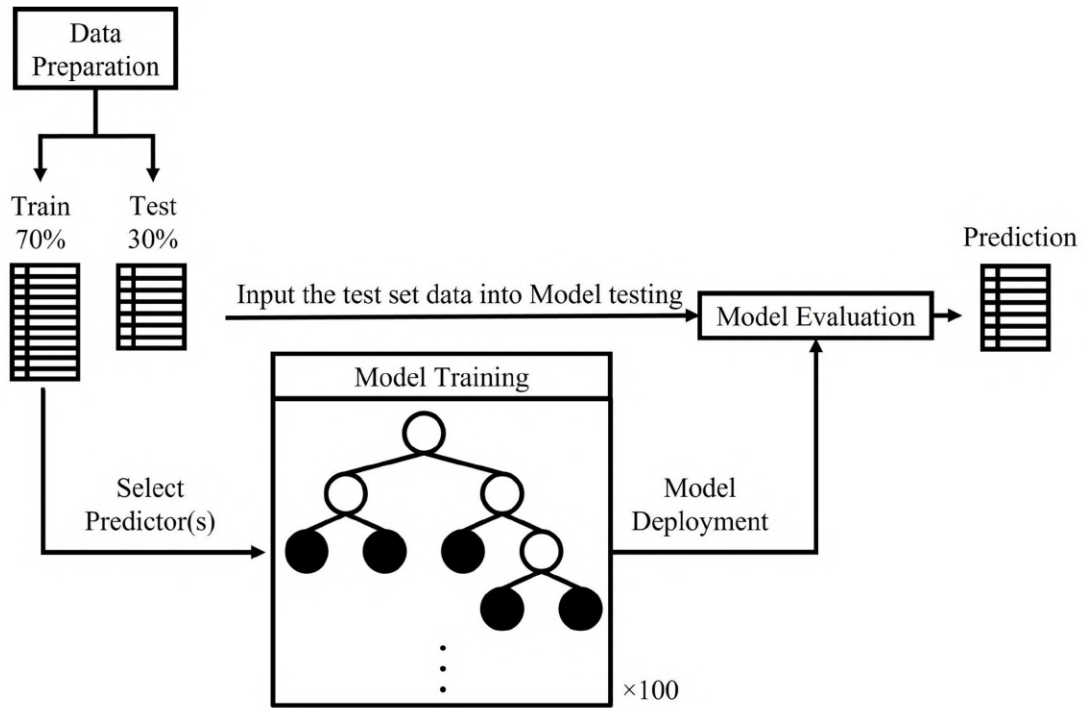 Data
Preparation
Train
70%
Test
30%
Prediction
Input the test set data into Model testing
Model Evaluation
Model Training
Select
Predictor(s)
Model
Deployment
×100